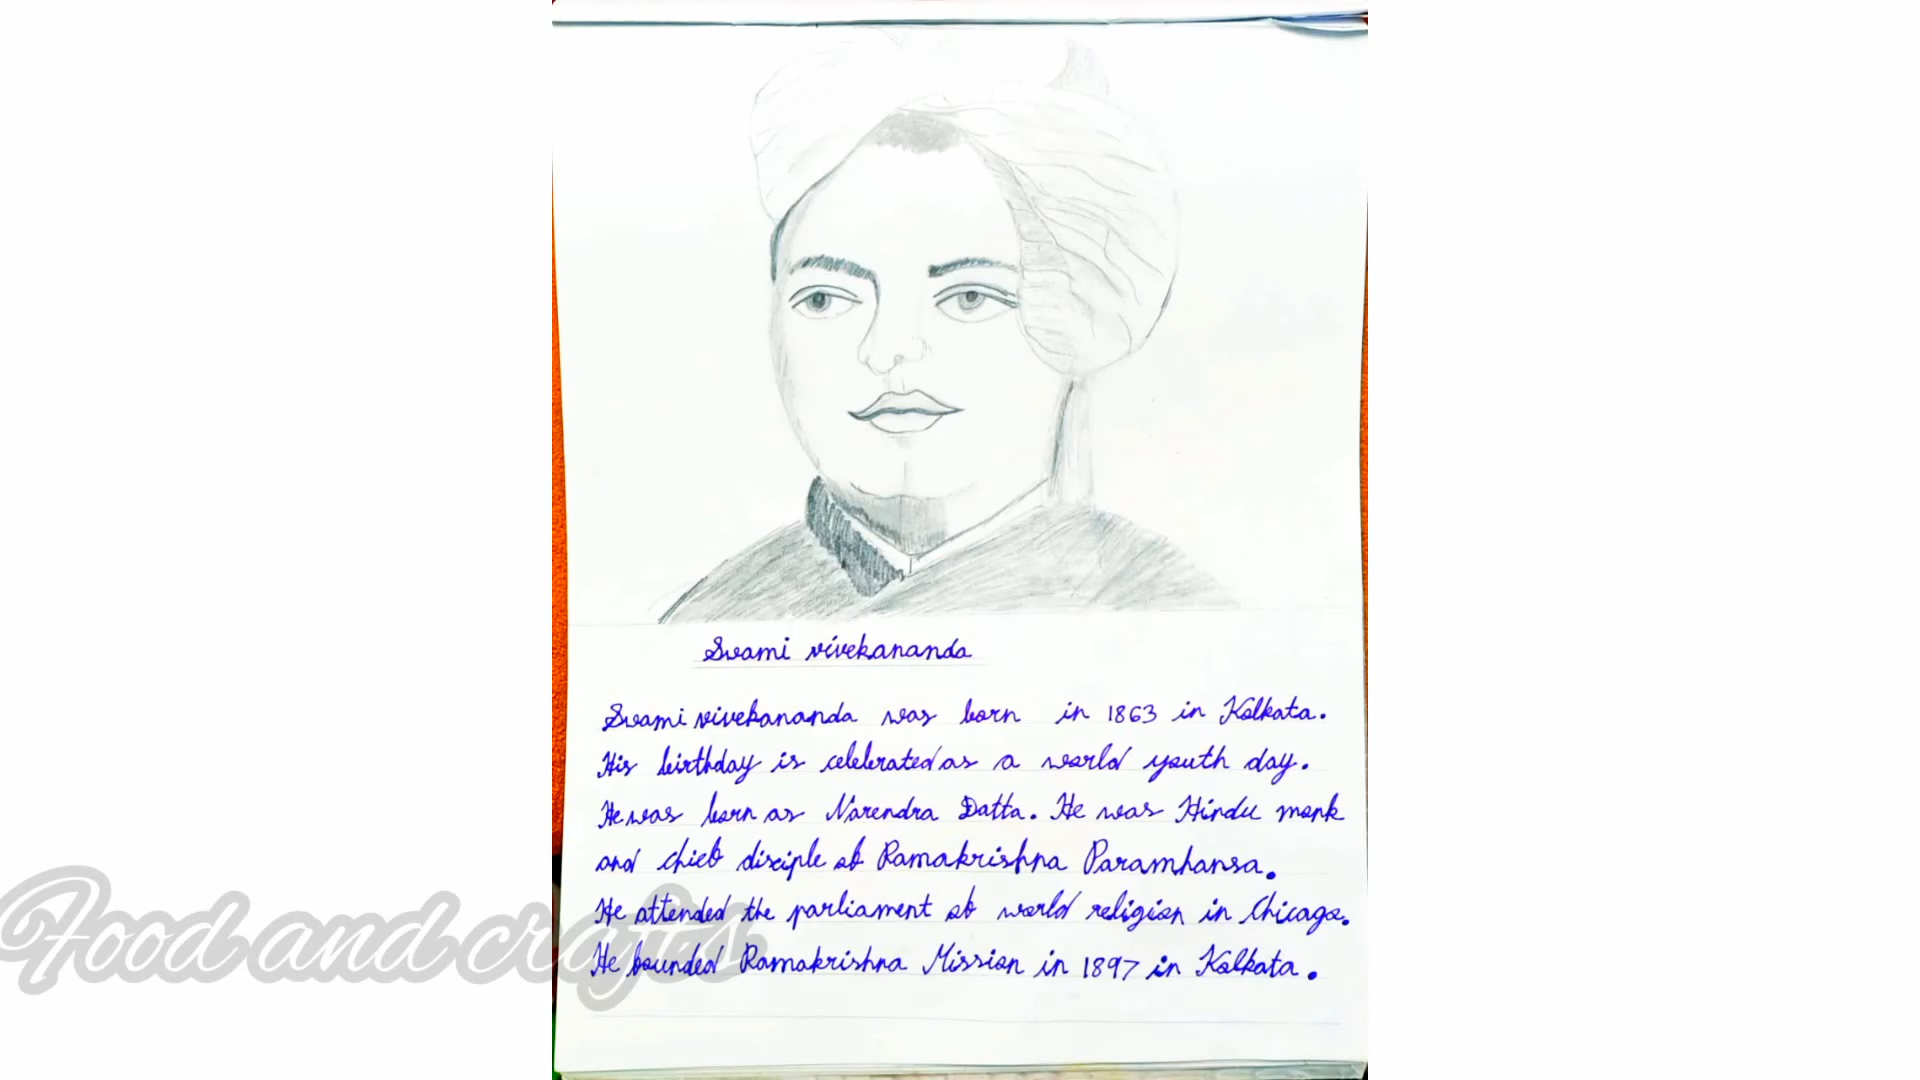 Swami vivekananda
Swami vivekananda was born in 1863 in Kolkata.
His birthday is celebrated as a world youth day.
He was born as Narendra Datta. He was Hindu monk
and chief disciple of Ramakrishna Paramhansa.
He attended the parliament of world religion in Chicago.
He founded Ramakrishna Mission in 1897 in Kolkata.
Food and crafts